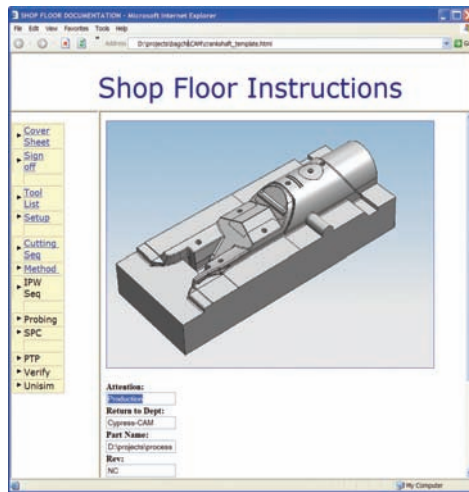 SHOP FLOOR DOCUMENTATION - Microsoft Internet Explorer
File Edit View Favorites Tools Help
Address D:\projects\bagchi\CAM\crankshaft_template.html
Shop Floor Instructions
Cover
Sheet
Sign
off
Tool
List
Setup
Cutting
Seq
Method
IPW
Seq
Probing
SPC
PTP
Verify
Unisim
Attention:
Production
Return to Dept:
Cypress-CAM
Part Name:
D:\projects\process
Rev:
NC
My Computer